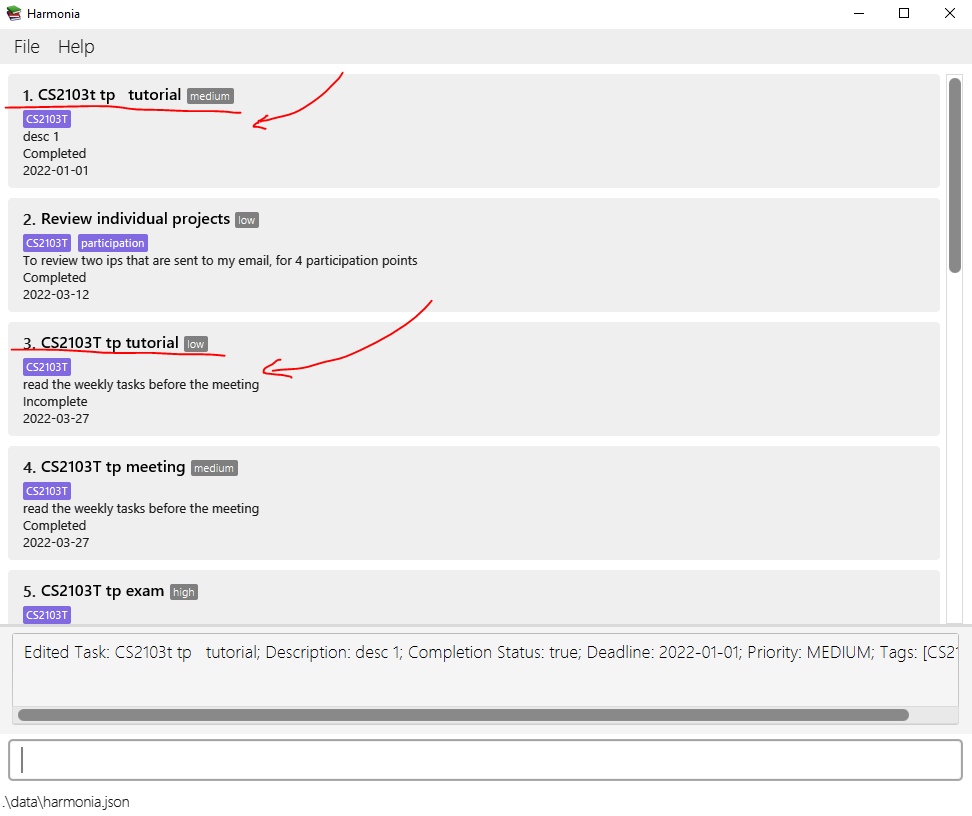 Harmonia
File Help
1. CS2103t tp   tutorial medium
CS2103T
desc 1
Completed
2022-01-01
2. Review individual projects low
CS2103T participation
To review two ips that are sent to my email, for 4 participation points
Completed
2022-03-12
3. CS2103T tp tutorial low
CS2103T
read the weekly tasks before the meeting
Incomplete
2022-03-27
4. CS2103T tp meeting medium
CS2103T
read the weekly tasks before the meeting
Completed
2022-03-27
5. CS2103T tp exam high
CS2103T
Edited Task: CS2103t tp   tutorial; Description: desc 1; Completion Status: true; Deadline: 2022-01-01; Priority: MEDIUM; Tags: [CS2
.\data\harmonia.json